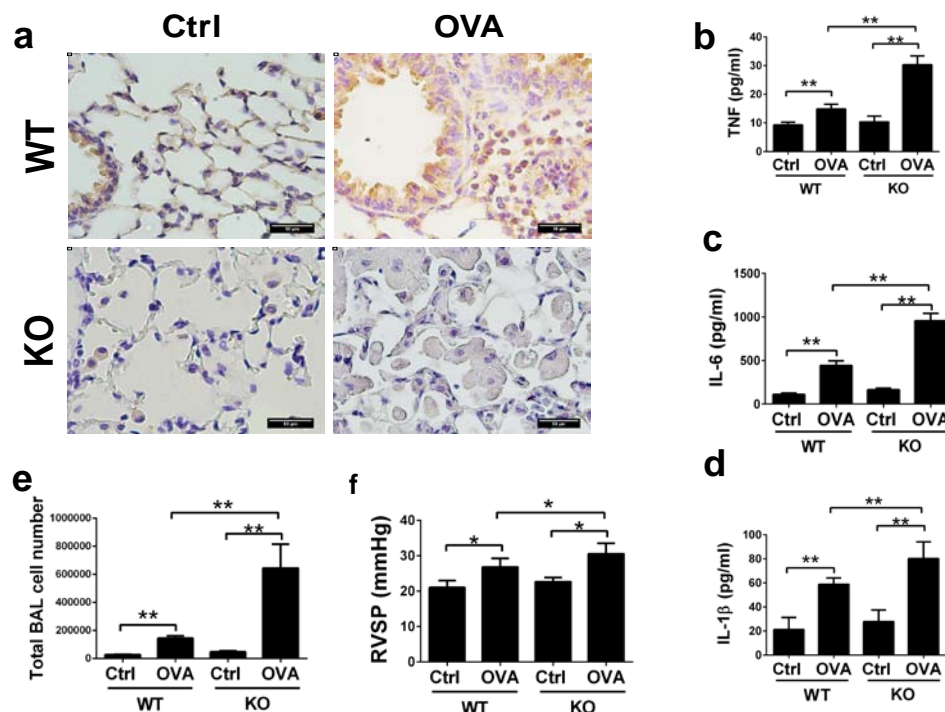 a
Ctrl
OVA
WT
KO
50 µm
b
TNF (pg/ml)
40
30
20
10
0
**
**
**
Ctrl OVA Ctrl OVA
WT KO
c
IL-6 (pg/ml)
1500
1000
500
0
**
**
**
Ctrl OVA Ctrl OVA
WT KO
d
IL-1β (pg/ml)
100
80
60
40
20
0
**
**
**
Ctrl OVA Ctrl OVA
WT KO
e
Total BAL cell number
1000000
800000
600000
400000
200000
0
**
**
**
Ctrl OVA Ctrl OVA
WT KO
f
RVSP (mmHg)
40
30
20
10
0
*
*
*
Ctrl OVA Ctrl OVA
WT KO